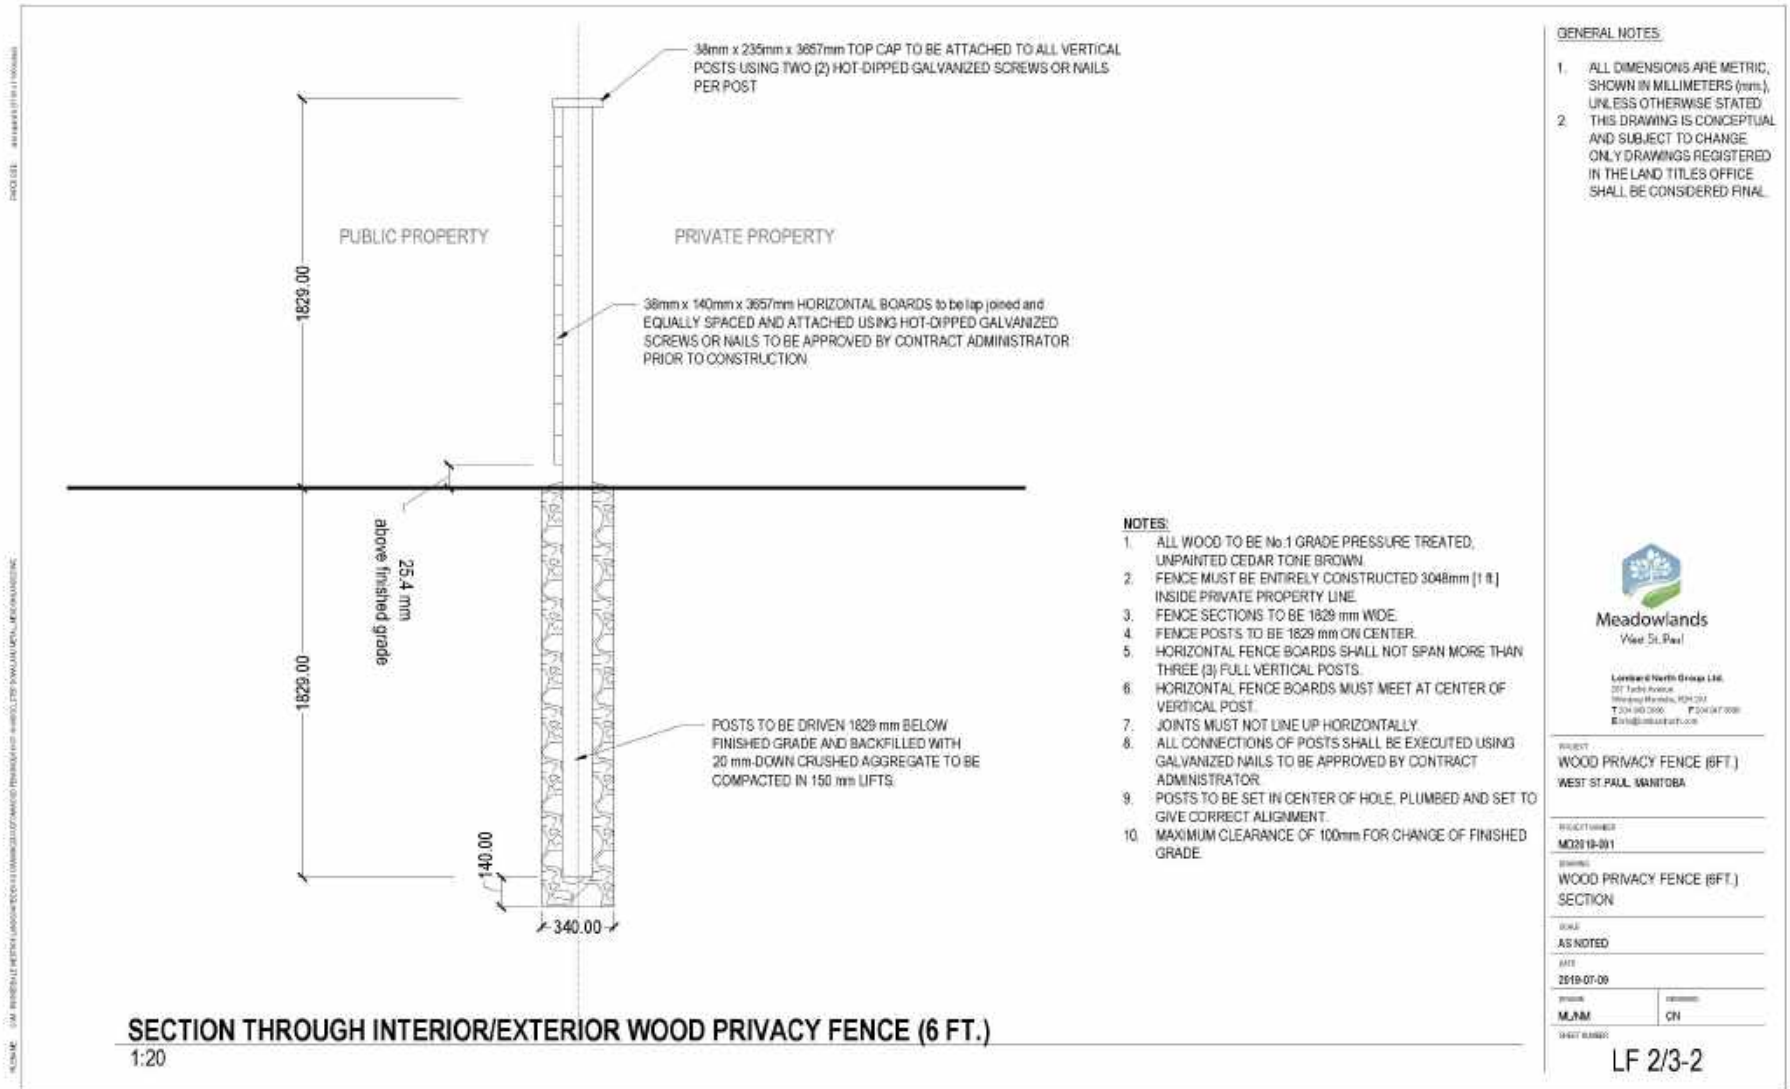 38mm x 235mm x 3657mm TOP CAP TO BE ATTACHED TO ALL VERTICAL
POSTS USING TWO (2) HOT-DIPPED GALVANIZED SCREWS OR NAILS
PER POST
PUBLIC PROPERTY
PRIVATE PROPERTY
1829.00
38mm x 140mm x 3657mm HORIZONTAL BOARDS to be lap joined and
EQUALLY SPACED AND ATTACHED USING HOT-DIPPED GALVANIZED
SCREWS OR NAILS TO BE APPROVED BY CONTRACT ADMINISTRATOR
PRIOR TO CONSTRUCTION
25.4 mm
above finished grade
1829.00
POSTS TO BE DRIVEN 1829 mm BELOW
FINISHED GRADE AND BACKFILLED WITH
20 mm-DOWN CRUSHED AGGREGATE TO BE
COMPACTED IN 150 mm LIFTS.
140.00
340.00
SECTION THROUGH INTERIOR/EXTERIOR WOOD PRIVACY FENCE (6 FT.)
1:20
NOTES:
1. ALL WOOD TO BE No.1 GRADE PRESSURE TREATED,
UNPAINTED CEDAR TONE BROWN.
2. FENCE MUST BE ENTIRELY CONSTRUCTED 3048mm [1 ft.]
INSIDE PRIVATE PROPERTY LINE.
3. FENCE SECTIONS TO BE 1829 mm WIDE.
4. FENCE POSTS TO BE 1829 mm ON CENTER.
5. HORIZONTAL FENCE BOARDS SHALL NOT SPAN MORE THAN
THREE (3) FULL VERTICAL POSTS.
6. HORIZONTAL FENCE BOARDS MUST MEET AT CENTER OF
VERTICAL POST.
7. JOINTS MUST NOT LINE UP HORIZONTALLY.
8. ALL CONNECTIONS OF POSTS SHALL BE EXECUTED USING
GALVANIZED NAILS TO BE APPROVED BY CONTRACT
ADMINISTRATOR.
9. POSTS TO BE SET IN CENTER OF HOLE, PLUMBED AND SET TO
GIVE CORRECT ALIGNMENT.
10. MAXIMUM CLEARANCE OF 100mm FOR CHANGE OF FINISHED
GRADE.
GENERAL NOTES
1. ALL DIMENSIONS ARE METRIC,
SHOWN IN MILLIMETERS (mm.),
UNLESS OTHERWISE STATED.
2. THIS DRAWING IS CONCEPTUAL
AND SUBJECT TO CHANGE.
ONLY DRAWINGS REGISTERED
IN THE LAND TITLES OFFICE
SHALL BE CONSIDERED FINAL.
Meadowlands
West St. Paul
Lombard North Group Ltd.
PROJECT
WOOD PRIVACY FENCE (6FT.)
WEST ST PAUL, MANITOBA
PROJECT NUMBER
DRAWING
WOOD PRIVACY FENCE (6FT.)
SECTION
SCALE
AS NOTED
DATE
2019-07-09
ML/NM
CN
SHEET NUMBER
LF 2/3-2